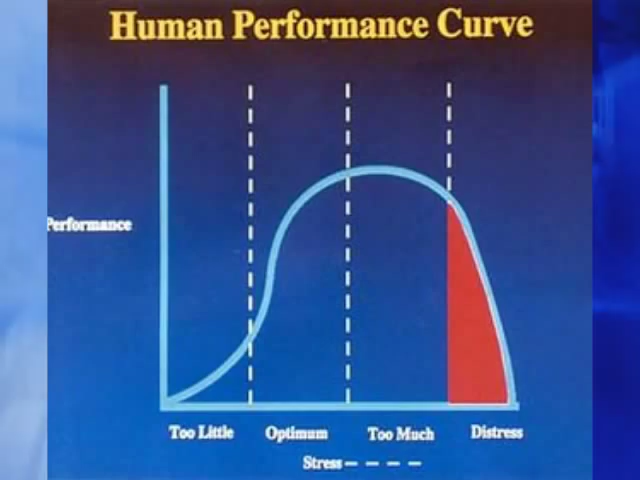 Human Performance Curve
Performance
Too Little Optimum Too Much Distress
Stress